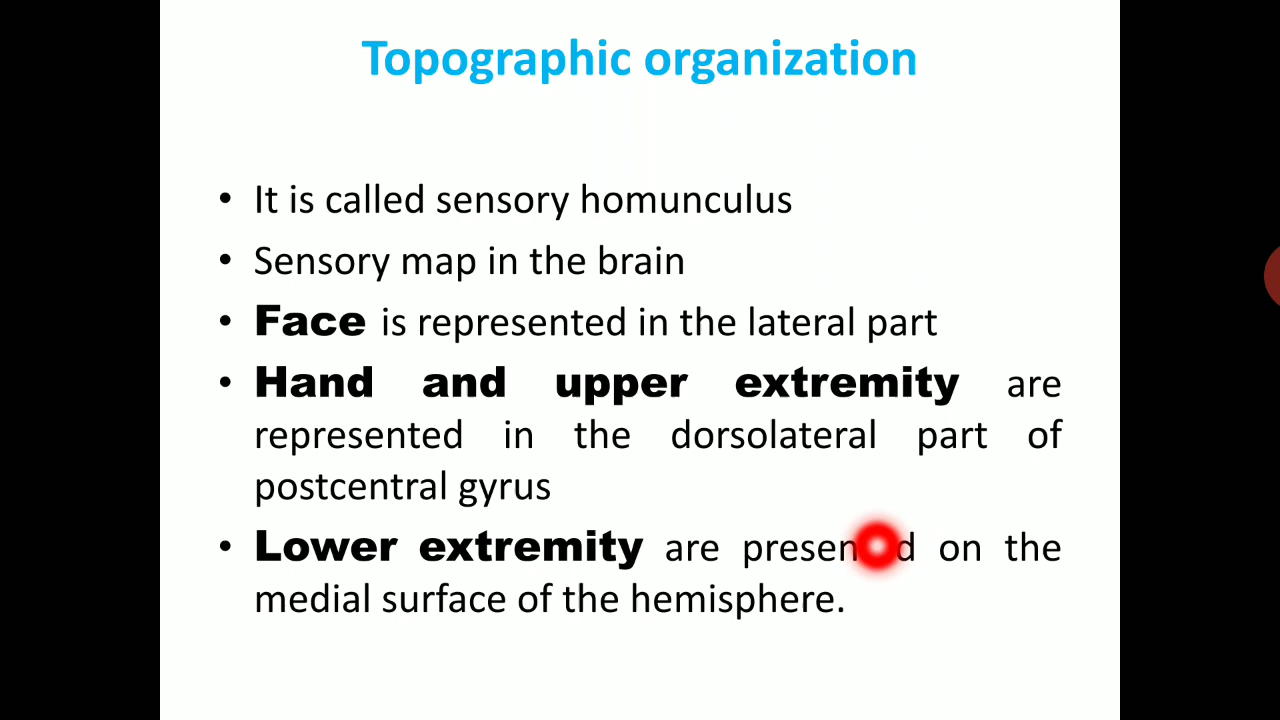 Topographic organization
• It is called sensory homunculus
• Sensory map in the brain
• Face is represented in the lateral part
• Hand and upper extremity are
represented in the dorsolateral part of
postcentral gyrus
• Lower extremity are presented on the
medial surface of the hemisphere.